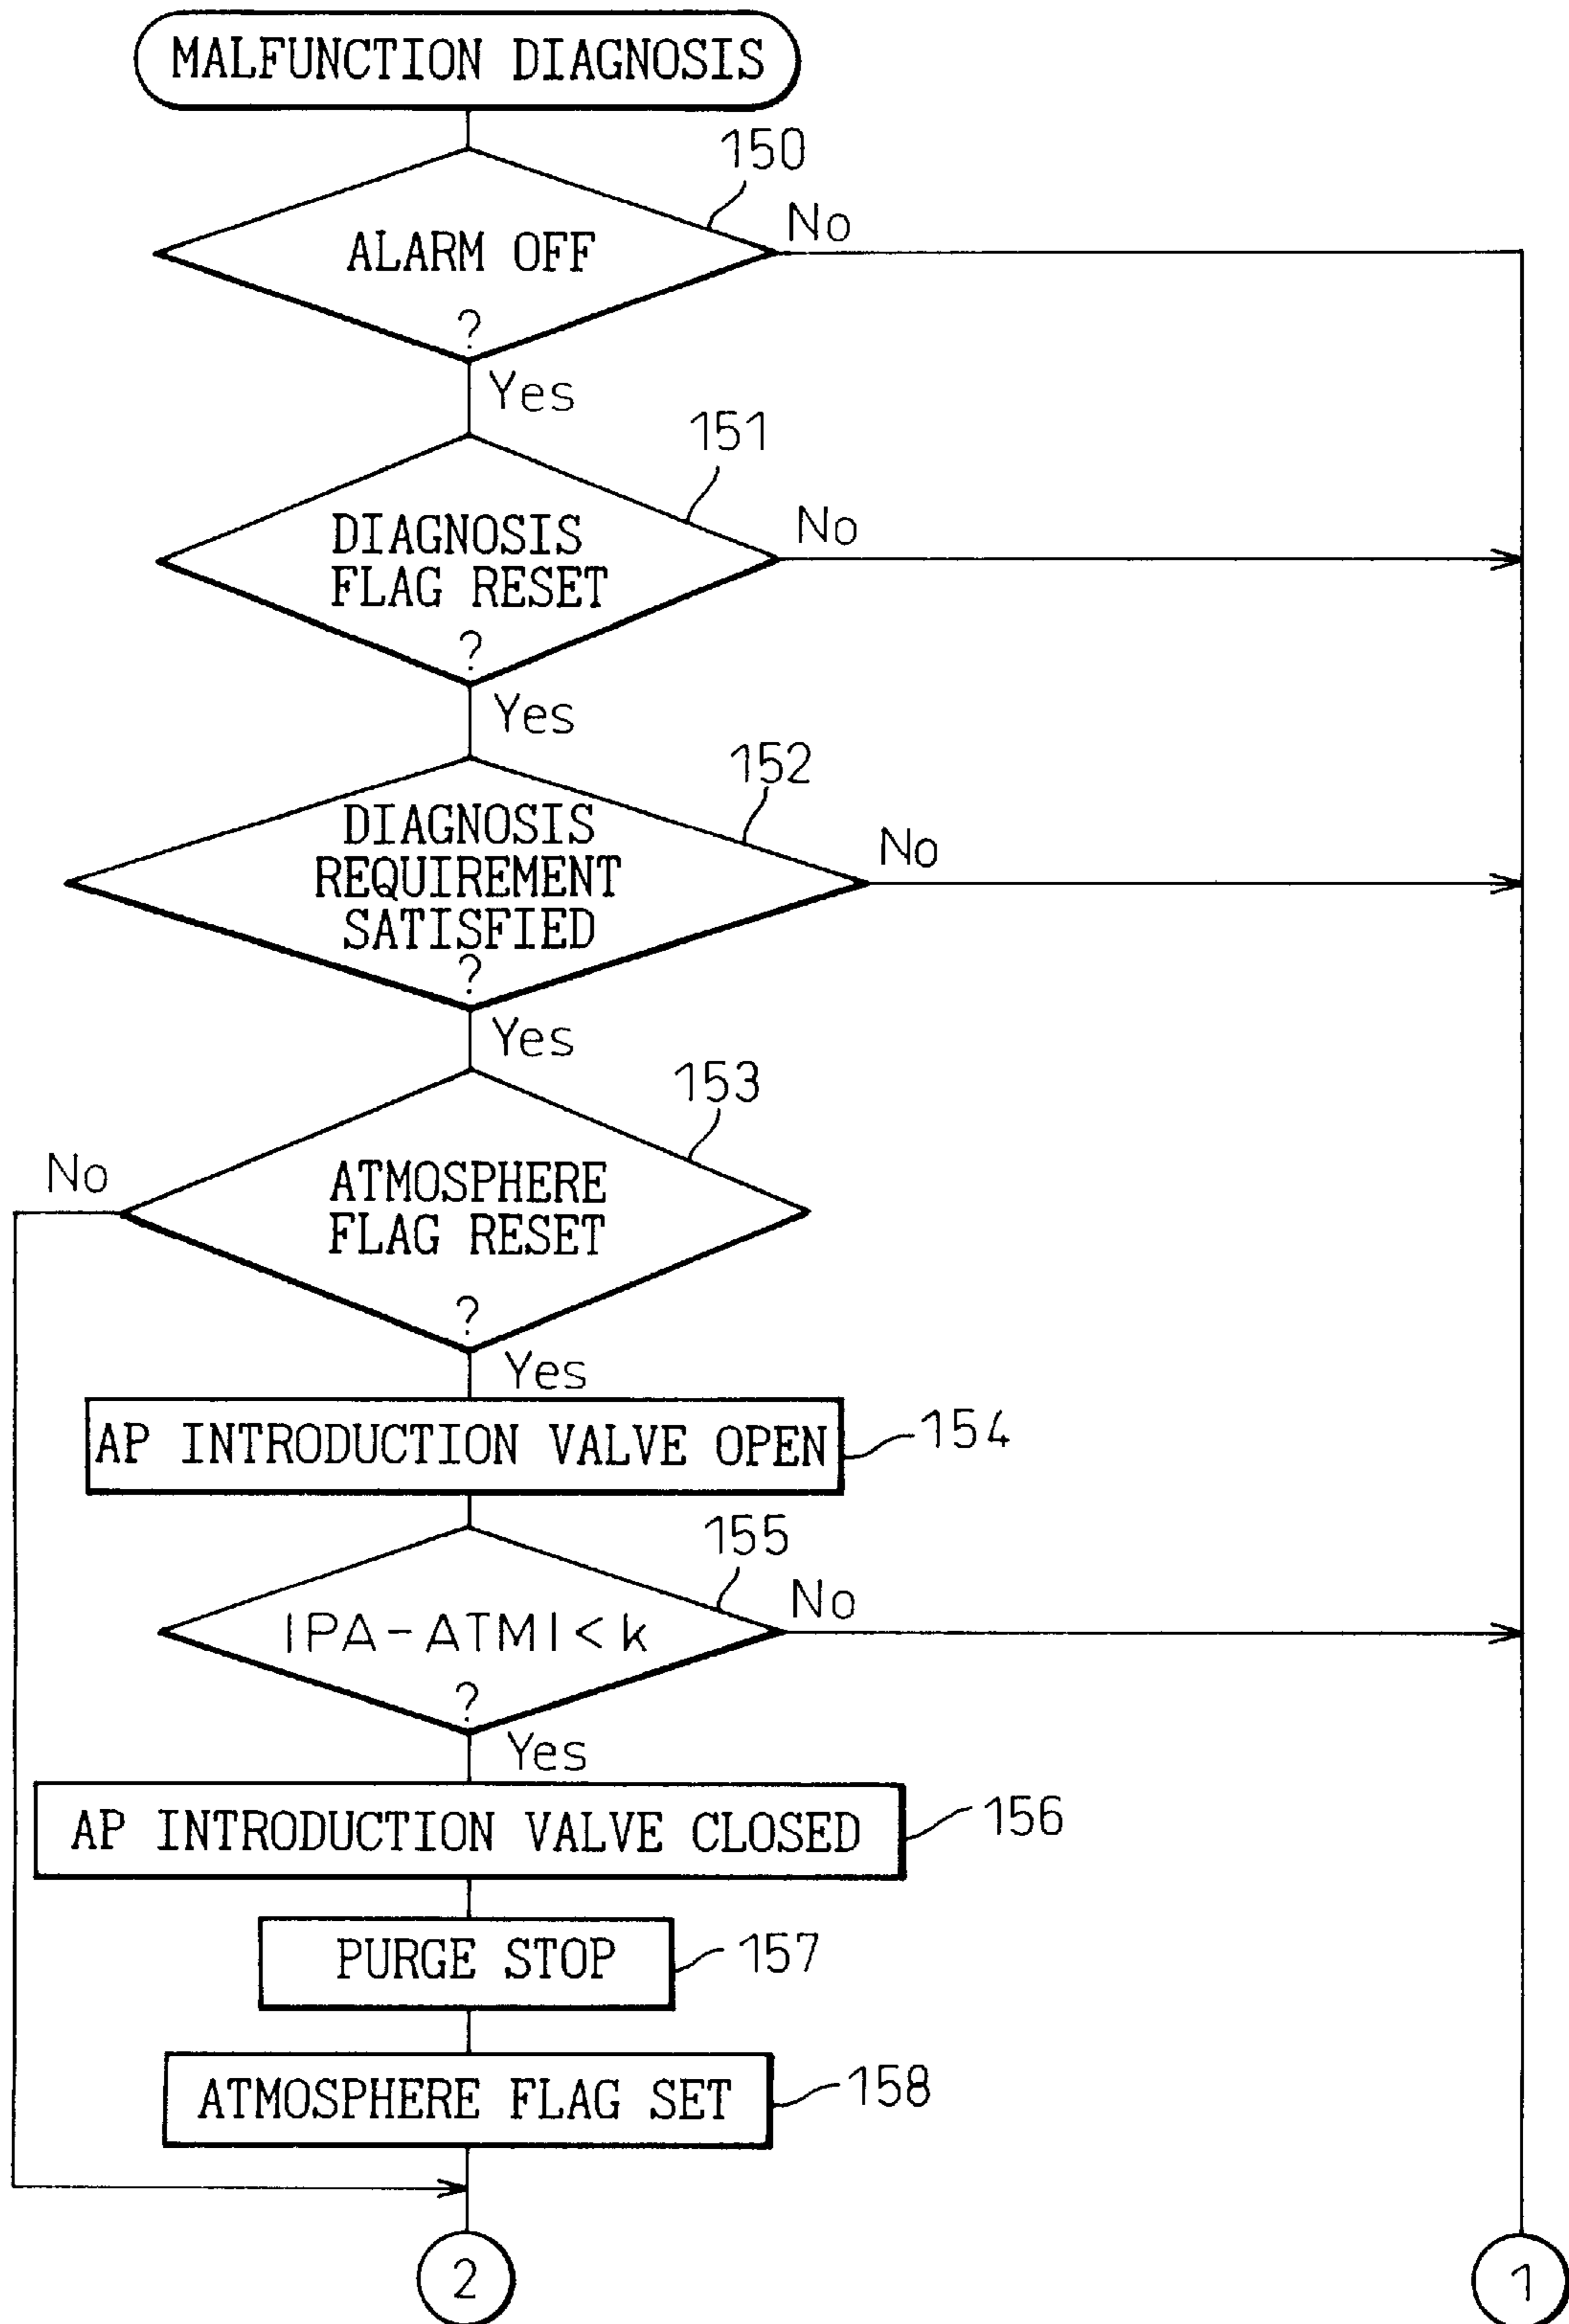 MALFUNCTION DIAGNOSIS
150
No
ALARM OFF
?
Yes
151
No
DIAGNOSIS
FLAG RESET
?
Yes
152
No
DIAGNOSIS
REQUIREMENT
SATISFIED
?
Yes
153
No
ATMOSPHERE
FLAG RESET
?
Yes
AP INTRODUCTION VALVE OPEN
154
155
No
|PA-ATM|<k
?
Yes
AP INTRODUCTION VALVE CLOSED
156
PURGE STOP
157
ATMOSPHERE FLAG SET
158
2
1